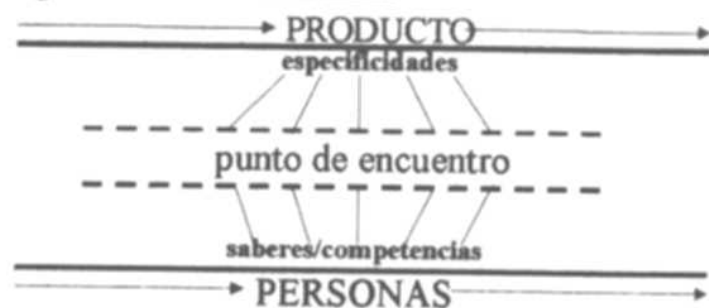 PRODUCTO
especificidades
punto de encuentro
saberes/competencias
PERSONAS